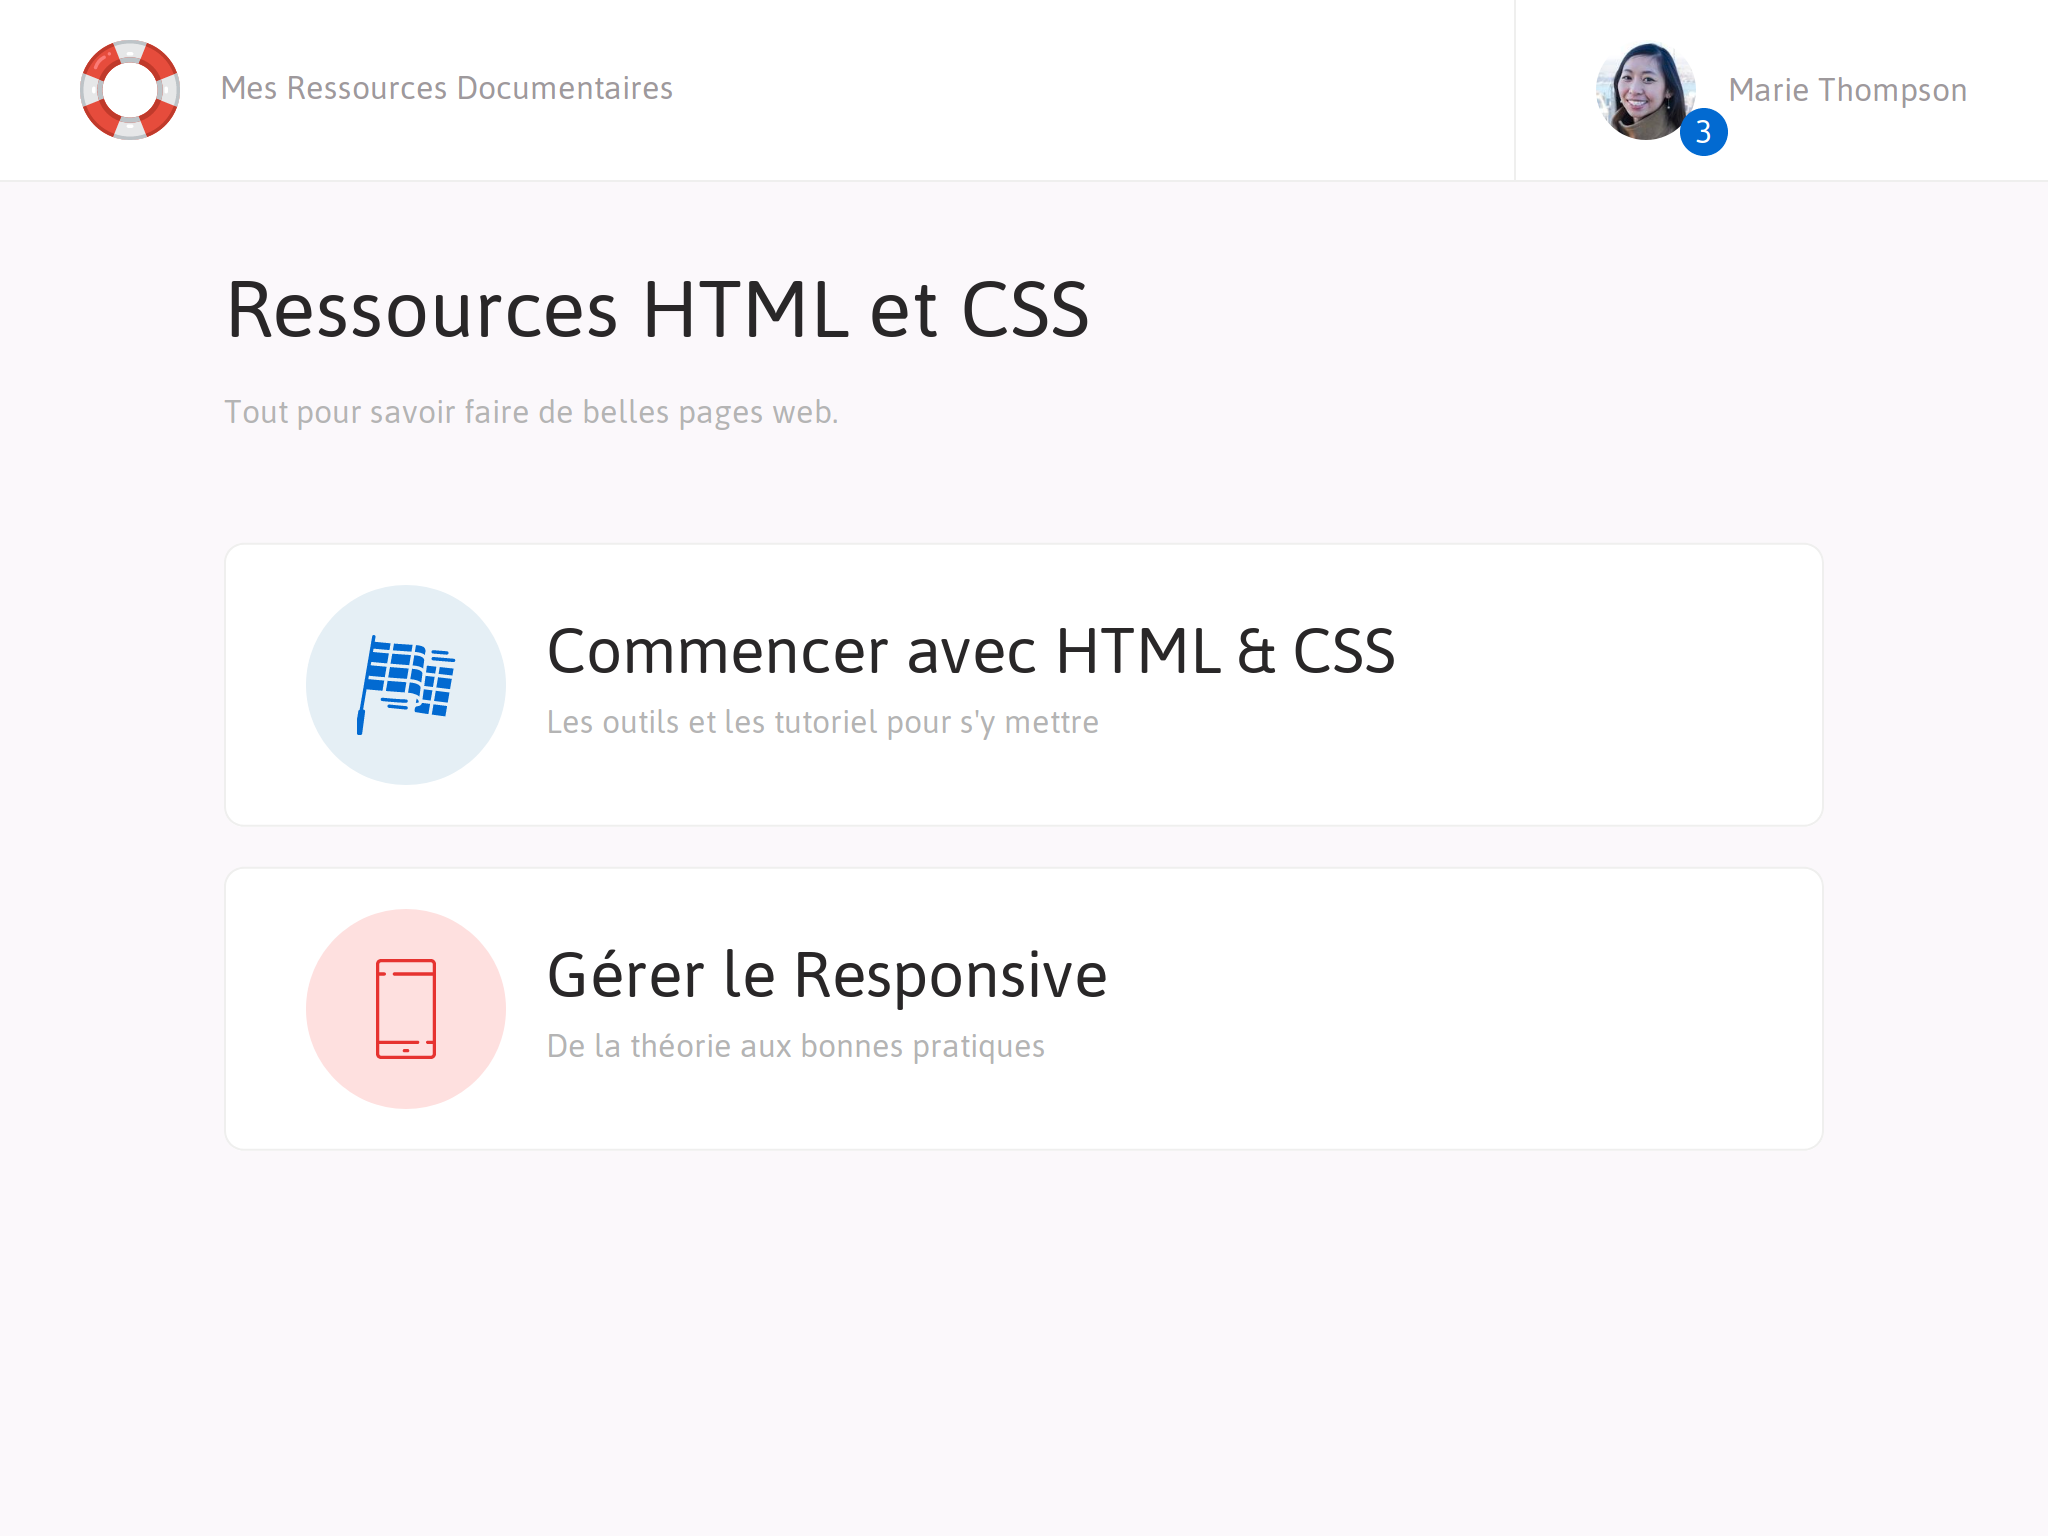 Mes Ressources Documentaires
Marie Thompson
3
Ressources HTML et CSS
Tout pour savoir faire de belles pages web.
Commencer avec HTML & CSS
Les outils et les tutoriel pour s'y mettre
Gérer le Responsive
De la théorie aux bonnes pratiques